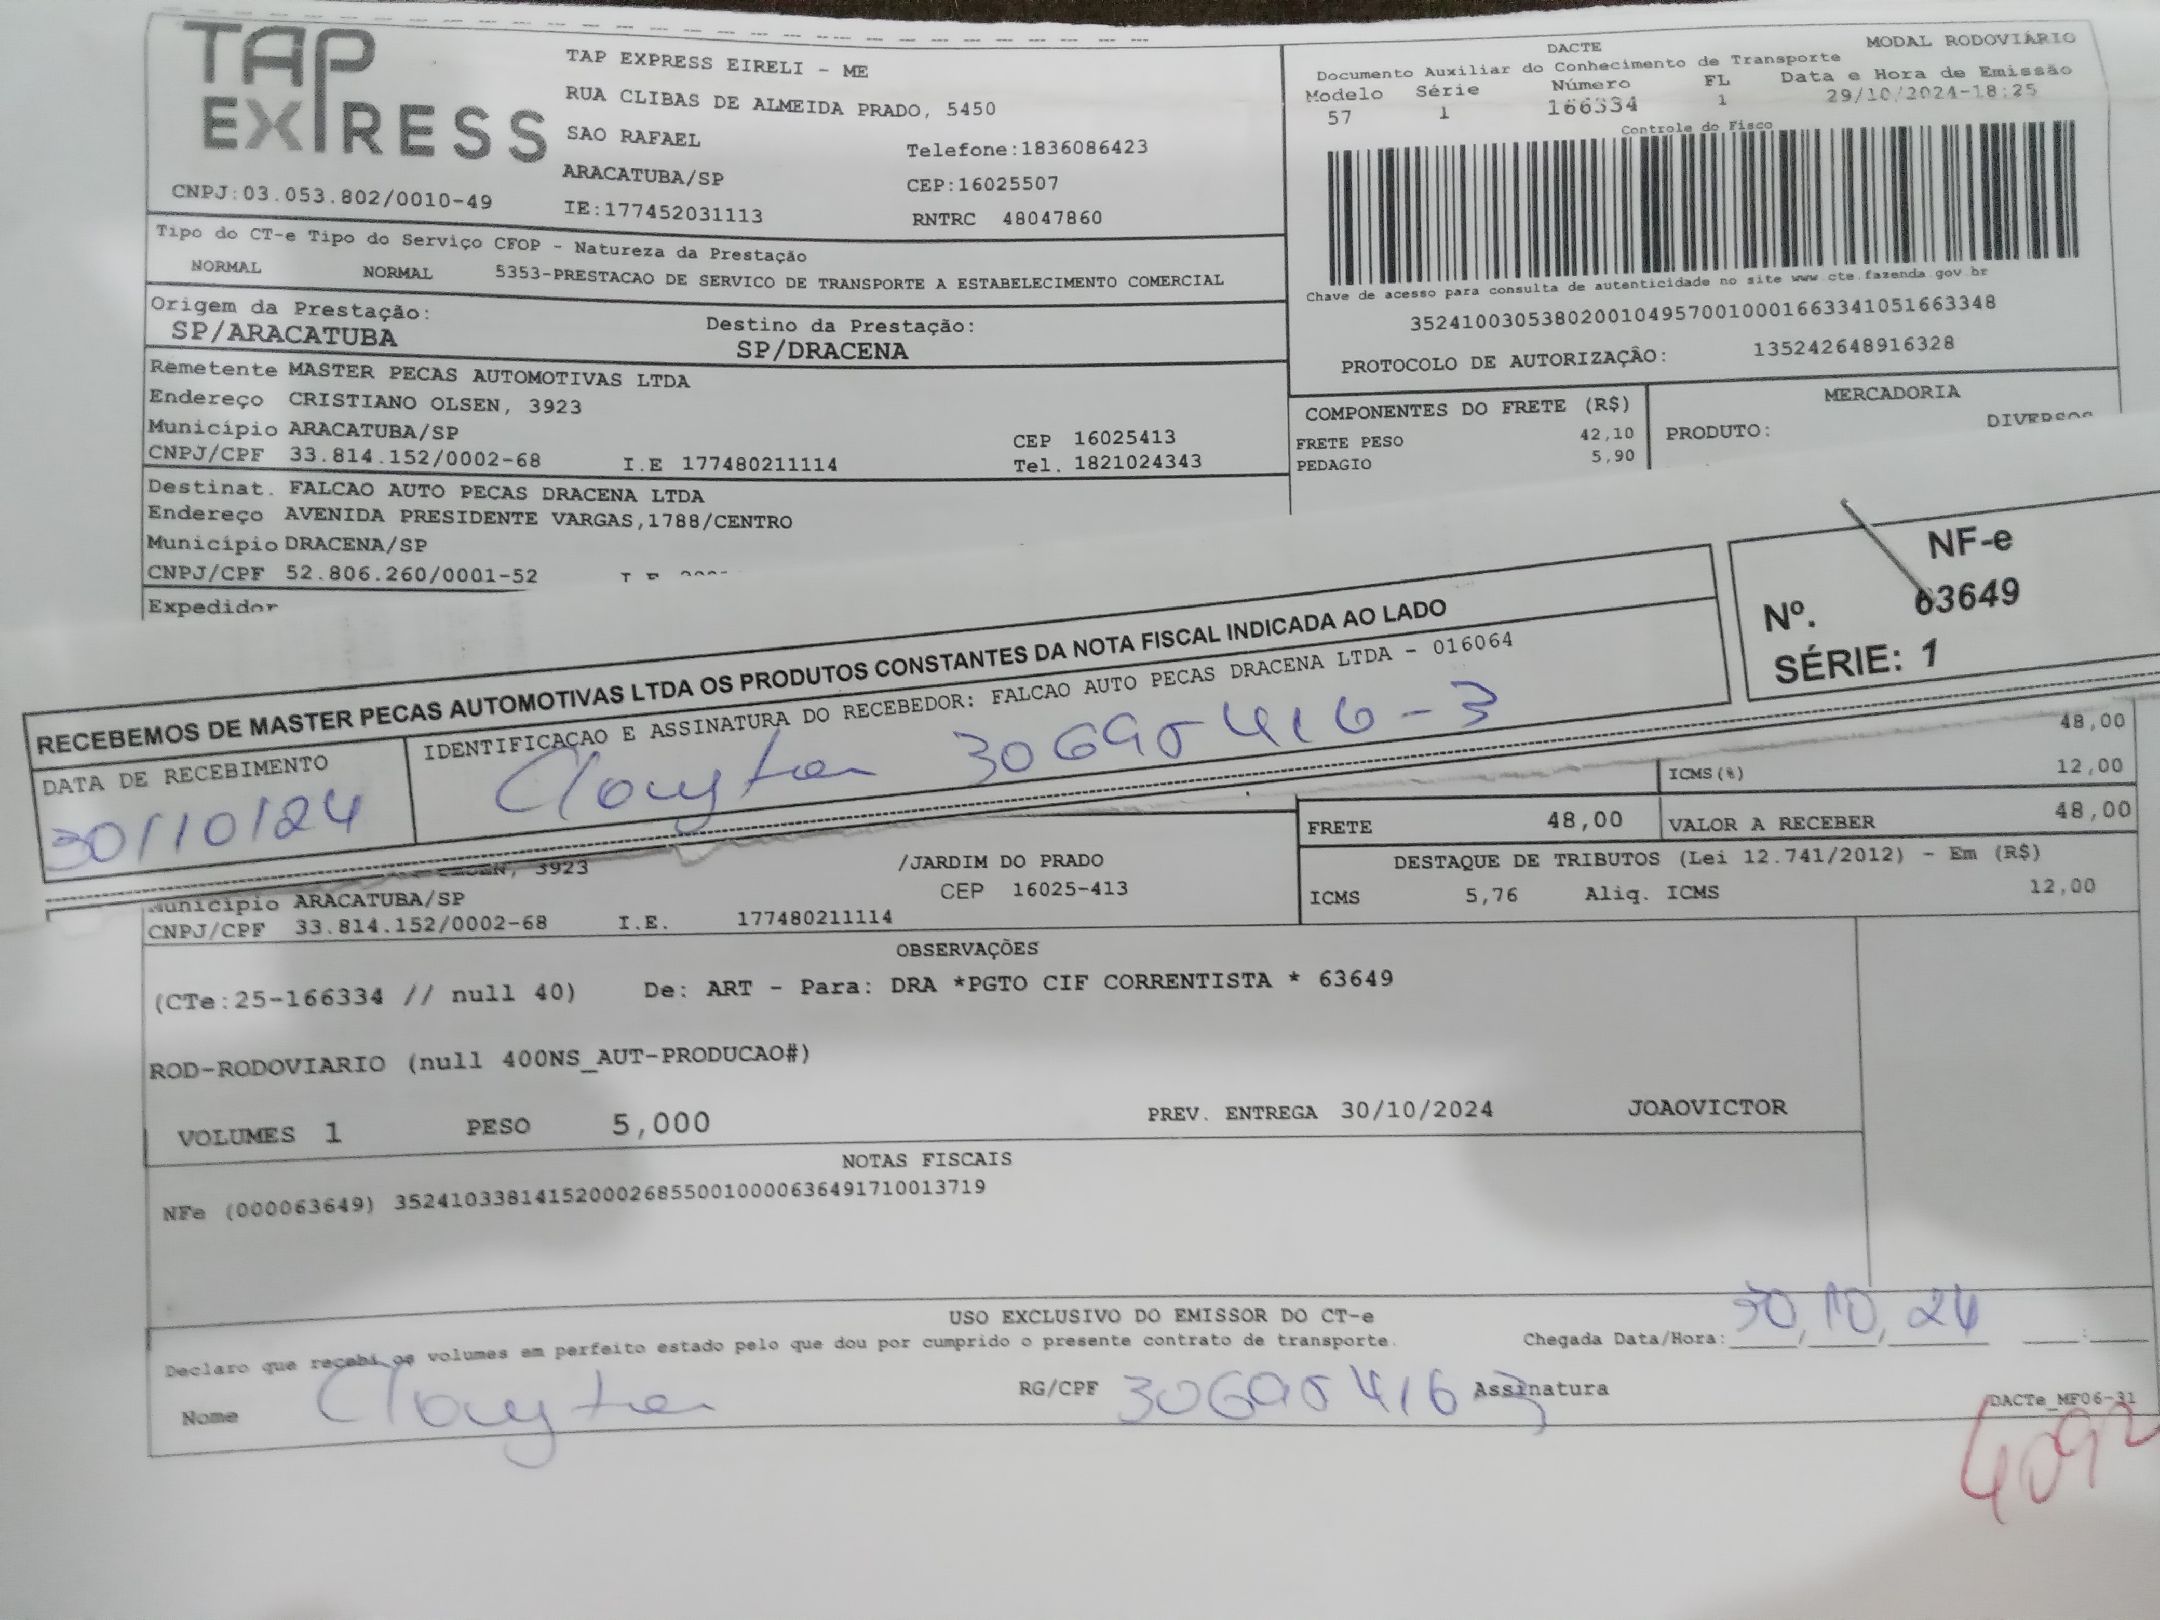 TAP EXPRESS
TAP EXPRESS EIRELI - ME
RUA CLIBAS DE ALMEIDA PRADO, 5450
SAO RAFAEL
Telefone:1836086423
ARACATUBA/SP
CEP:16025507
CNPJ:03.053.802/0010-49
IE:177452031113
RNTRC 48047860
DACTE
MODAL RODOVIÁRIO
Documento Auxiliar do Conhecimento de Transporte
Modelo Série Número FL Data e Hora de Emissão
57 1 166334 1 29/10/2024-18:25
Controle do Fisco
Chave de acesso para consulta de autenticidade no site www.cte.fazenda.gov.br
35241003053802001049570010001663341051663348
PROTOCOLO DE AUTORIZAÇÃO: 135242648916328
Tipo do CT-e Tipo do Serviço CFOP - Natureza da Prestação
NORMAL NORMAL 5353-PRESTACAO DE SERVICO DE TRANSPORTE A ESTABELECIMENTO COMERCIAL
Origem da Prestação:
SP/ARACATUBA
Destino da Prestação:
SP/DRACENA
Remetente MASTER PECAS AUTOMOTIVAS LTDA
Endereço CRISTIANO OLSEN, 3923
Município ARACATUBA/SP
CEP 16025413
CNPJ/CPF 33.814.152/0002-68 I.E 177480211114 Tel. 1821024343
COMPONENTES DO FRETE (R$)
FRETE PESO 42,10
PEDAGIO 5,90
MERCADORIA
PRODUTO: DIVERSOS
Destinat. FALCAO AUTO PECAS DRACENA LTDA
Endereço AVENIDA PRESIDENTE VARGAS,1788/CENTRO
Município DRACENA/SP
CNPJ/CPF 52.806.260/0001-52
Expedidor
RECEBEMOS DE MASTER PECAS AUTOMOTIVAS LTDA OS PRODUTOS CONSTANTES DA NOTA FISCAL INDICADA AO LADO
NF-e
Nº. 63649
SÉRIE: 1
DATA DE RECEBIMENTO
30/10/24
IDENTIFICAÇAO E ASSINATURA DO RECEBEDOR: FALCAO AUTO PECAS DRACENA LTDA - 016064
Clayton 30695416-3
48,00
ICMS(%) 12,00
FRETE 48,00 VALOR A RECEBER 48,00
DESTAQUE DE TRIBUTOS (Lei 12.741/2012) - Em (R$)
ICMS 5,76 Aliq. ICMS 12,00
3923 /JARDIM DO PRADO
Município ARACATUBA/SP CEP 16025-413
CNPJ/CPF 33.814.152/0002-68 I.E. 177480211114
OBSERVAÇÕES
(CTe:25-166334 // null 40) De: ART - Para: DRA *PGTO CIF CORRENTISTA * 63649
ROD-RODOVIARIO (null 400NS_AUT-PRODUCAO#)
VOLUMES 1 PESO 5,000 PREV. ENTREGA 30/10/2024 JOAOVICTOR
NOTAS FISCAIS
NFe (000063649) 35241033814152000268550010000636491710013719
USO EXCLUSIVO DO EMISSOR DO CT-e
Declaro que recebi os volumes em perfeito estado pelo que dou por cumprido o presente contrato de transporte.
Chegada Data/Hora: 30,10,24
Nome Clayton RG/CPF 306954163 Assinatura
DACTe_MF06-31
4092